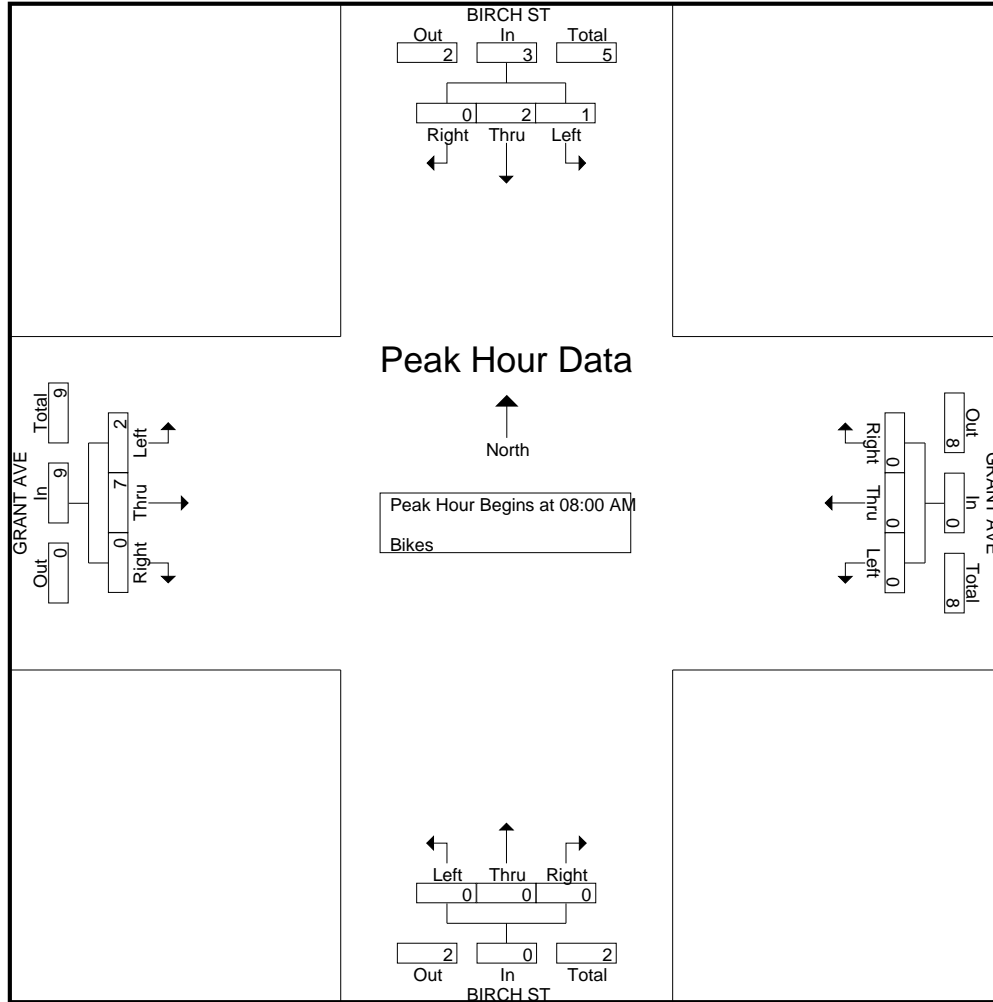 BIRCH ST
Out In Total
2 3 5
0 2 1
Right Thru Left
Peak Hour Data
North
Peak Hour Begins at 08:00 AM
Bikes
GRANT AVE
Out In Total
0 9 9
Right Thru Left
0 7 2
GRANT AVE
Out In Total
8 0 8
Right Thru Left
0 0 0
Left Thru Right
0 0 0
2 0 2
Out In Total
BIRCH ST